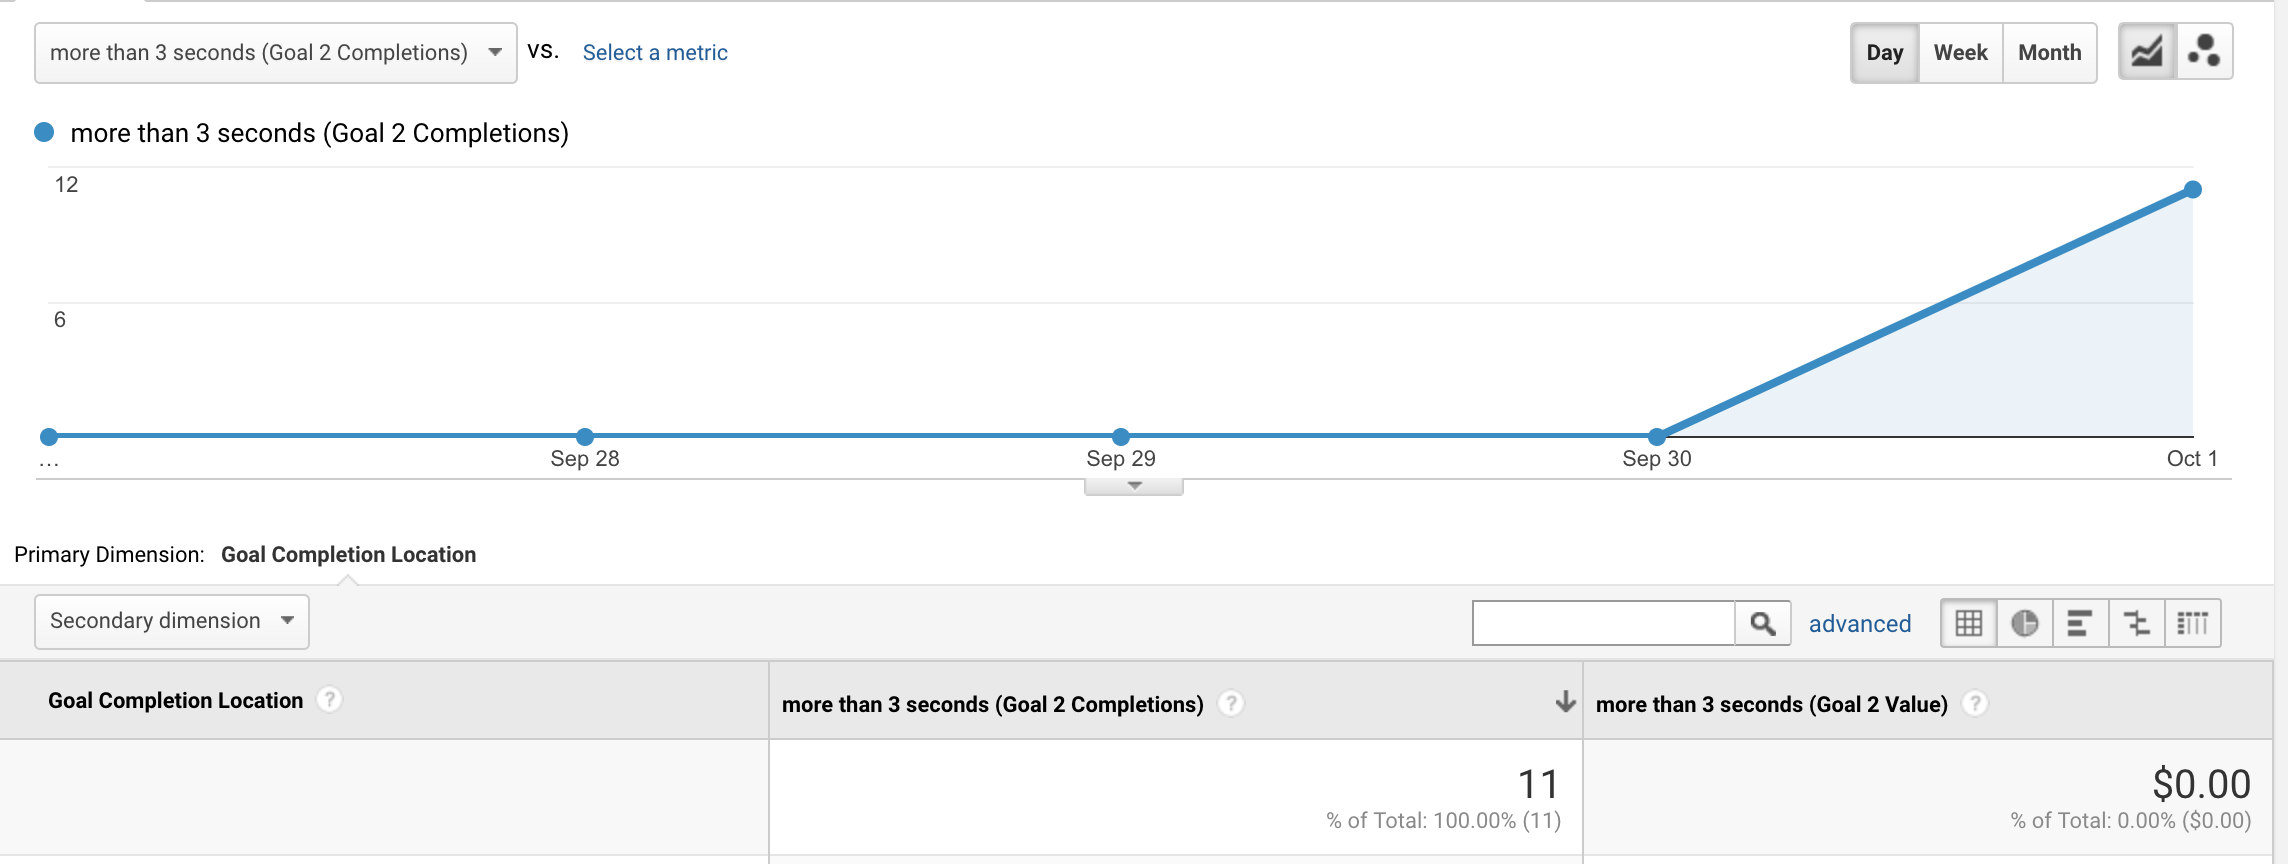 more than 3 seconds (Goal 2 Completions) vs. Select a metric Day Week Month
more than 3 seconds (Goal 2 Completions)
12
6
... Sep 28 Sep 29 Sep 30 Oct 1
Primary Dimension: Goal Completion Location
Secondary dimension advanced
Goal Completion Location ? more than 3 seconds (Goal 2 Completions) ? more than 3 seconds (Goal 2 Value) ?
11 $0.00
% of Total: 100.00% (11) % of Total: 0.00% ($0.00)